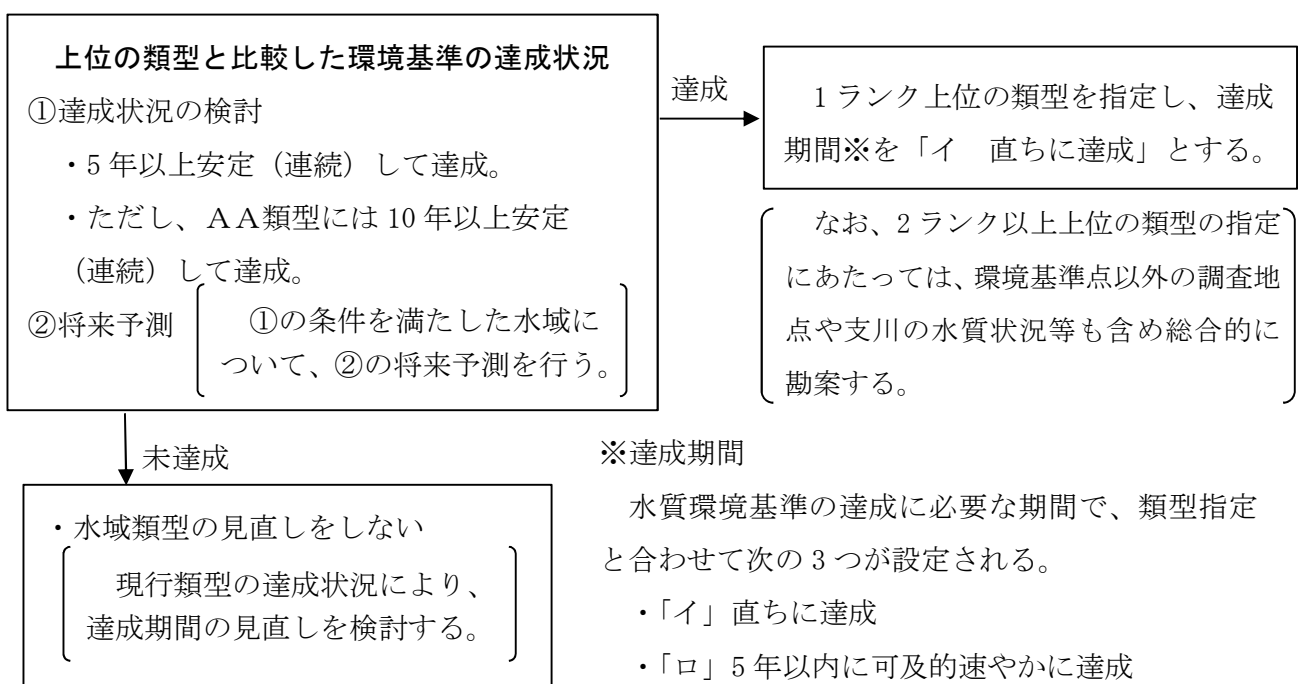 上位の類型と比較した環境基準の達成状況
①達成状況の検討
・5年以上安定（連続）して達成。
・ただし、ＡＡ類型には10年以上安定
（連続）して達成。
②将来予測
①の条件を満たした水域に
ついて、②の将来予測を行う。
達成
1ランク上位の類型を指定し、達成
期間※を「イ　直ちに達成」とする。
なお、2ランク以上上位の類型の指定
にあたっては、環境基準点以外の調査地
点や支川の水質状況等も含め総合的に
勘案する。
未達成
・水域類型の見直しをしない
現行類型の達成状況により、
達成期間の見直しを検討する。
※達成期間
水質環境基準の達成に必要な期間で、類型指定
と合わせて次の3つが設定される。
・「イ」直ちに達成
・「ロ」5年以内に可及的速やかに達成